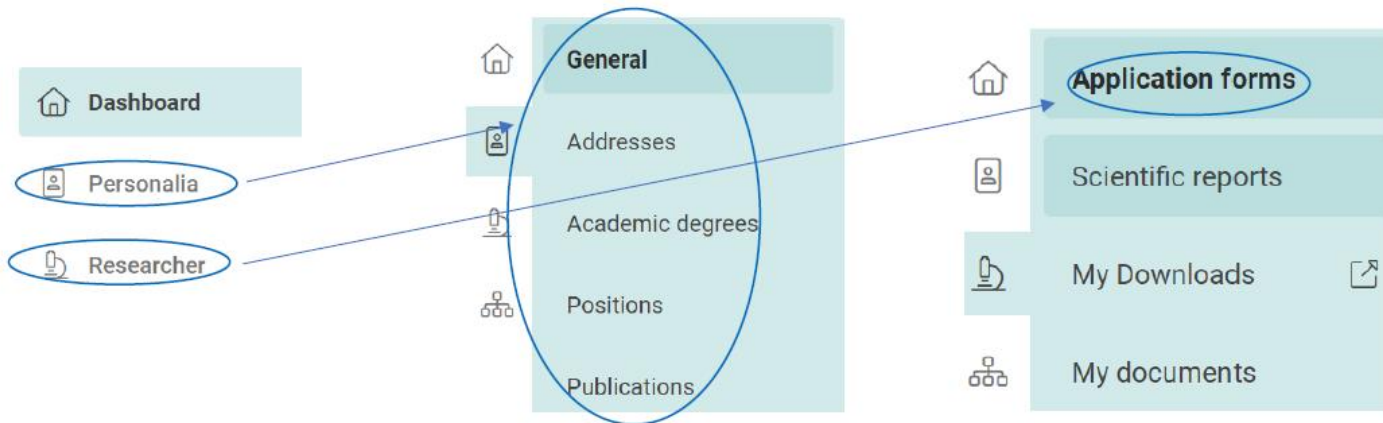 Dashboard
Personalia
Researcher
General
Addresses
Academic degrees
Positions
Publications
Application forms
Scientific reports
My Downloads
My documents